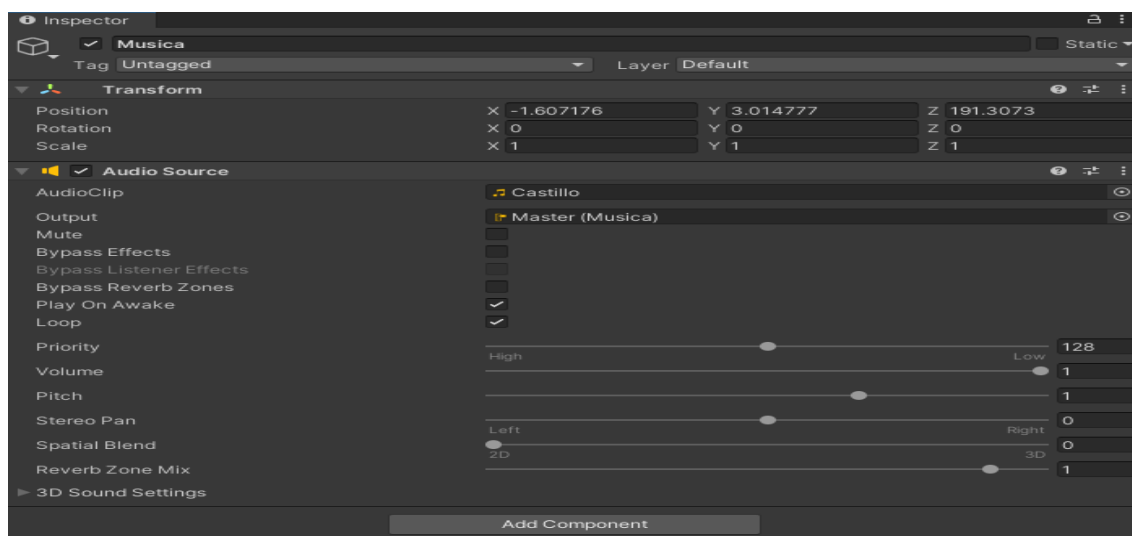 Inspector
Musica Static
Tag Untagged Layer Default
Transform
Position X -1.607176 Y 3.014777 Z 191.3073
Rotation X 0 Y 0 Z 0
Scale X 1 Y 1 Z 1
Audio Source
AudioClip Castillo
Output Master (Musica)
Mute
Bypass Effects
Bypass Listener Effects
Bypass Reverb Zones
Play On Awake
Loop
Priority 128
High Low
Volume 1
Pitch 1
Stereo Pan 0
Left Right
Spatial Blend 0
2D 3D
Reverb Zone Mix 1
3D Sound Settings
Add Component